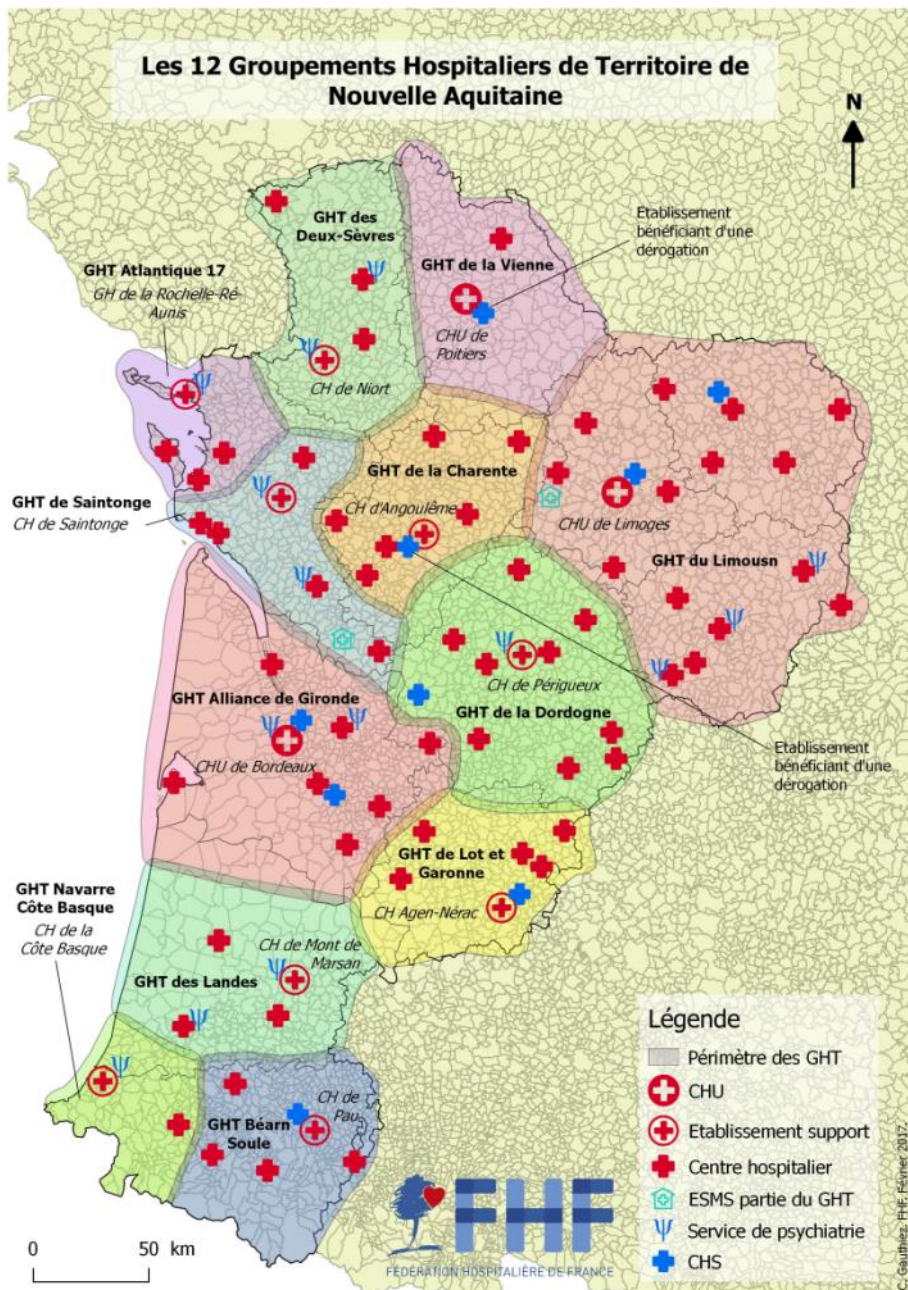 Les 12 Groupements Hospitaliers de Territoire de
Nouvelle Aquitaine
N
Etablissement
bénéficiant d'une
dérogation
GHT des
Deux-Sèvres
GHT de la Vienne
GHT Atlantique 17
GH de la Rochelle-Ré-
Aunis
CHU de
Poitiers
CH de Niort
GHT de la Charente
GHT de Saintonge
CH de Saintonge
CH d'Angoulême
CHU de Limoges
GHT du Limousn
CH de Périgueux
GHT Alliance de Gironde
GHT de la Dordogne
CHU de Bordeaux
Etablissement
bénéficiant d'une
dérogation
GHT de Lot et
Garonne
GHT Navarre
Côte Basque
CH de la
Côte Basque
CH Agen-Nérac
CH de Mont de
Marsan
GHT des Landes
CH de
Pau
GHT Béarn
Soule
Légende
Périmètre des GHT
CHU
Etablissement support
Centre hospitalier
ESMS partie du GHT
Service de psychiatrie
CHS
0 50 km
FHF
FÉDÉRATION HOSPITALIÈRE DE FRANCE
C. Gauthiez. FHF. Février 2017.